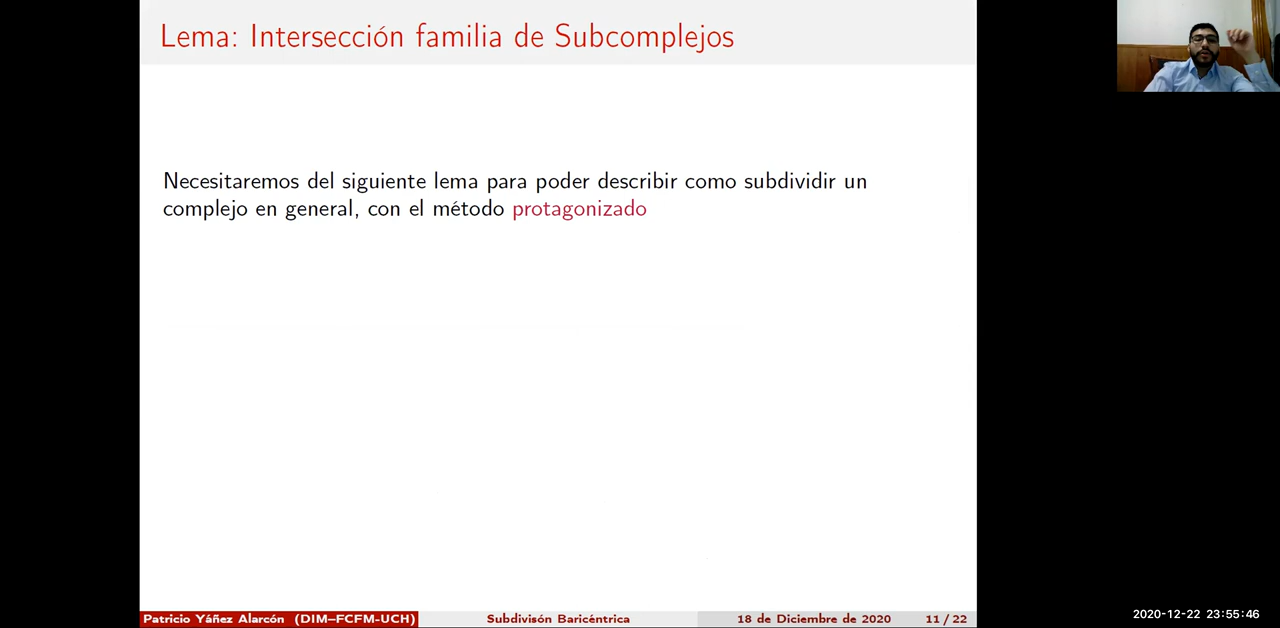 Lema: Intersección familia de Subcomplejos
Necesitaremos del siguiente lema para poder describir como subdividir un
complejo en general, con el método protagonizado
Patricio Yáñez Alarcón (DIM–FCFM-UCH)
Subdivisón Baricéntrica
18 de Diciembre de 2020
11 / 22
2020-12-22 23:55:46